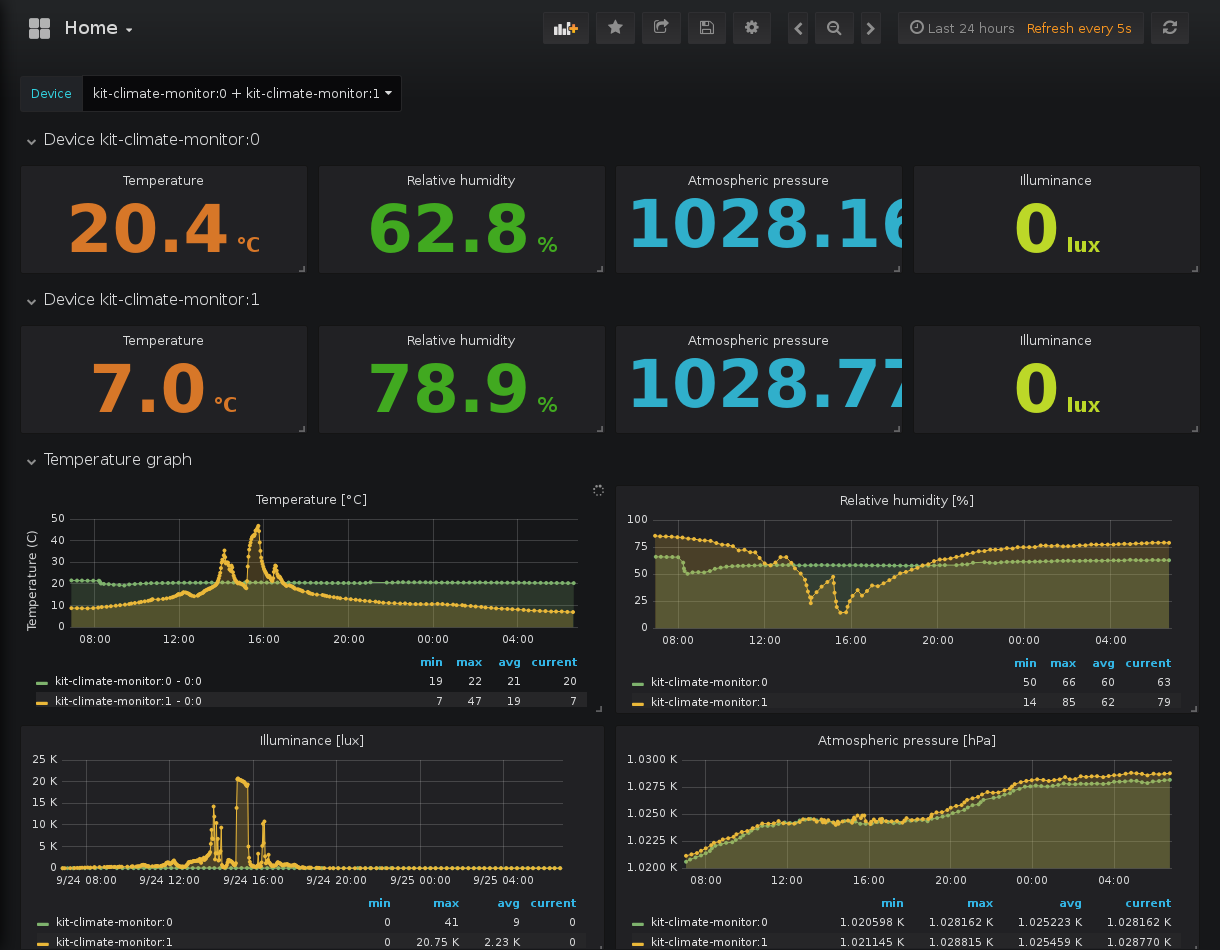 Home
Last 24 hours Refresh every 5s
Device kit-climate-monitor:0 + kit-climate-monitor:1
Device kit-climate-monitor:0
Temperature Relative humidity Atmospheric pressure Illuminance
20.4 °C 62.8 % 1028.16 0 lux
Device kit-climate-monitor:1
Temperature Relative humidity Atmospheric pressure Illuminance
7.0 °C 78.9 % 1028.77 0 lux
Temperature graph
Temperature [°C]
Temperature (C)
50
40
30
20
10
0
08:00 12:00 16:00 20:00 00:00 04:00
min max avg current
kit-climate-monitor:0 - 0:0 19 22 21 20
kit-climate-monitor:1 - 0:0 7 47 19 7
Relative humidity [%]
100
75
50
25
0
08:00 12:00 16:00 20:00 00:00 04:00
min max avg current
kit-climate-monitor:0 50 66 60 63
kit-climate-monitor:1 14 85 62 79
Illuminance [lux]
25 K
20 K
15 K
10 K
5 K
0
9/24 08:00 9/24 12:00 9/24 16:00 9/24 20:00 9/25 00:00 9/25 04:00
min max avg current
kit-climate-monitor:0 0 41 9 0
kit-climate-monitor:1 0 20.75 K 2.23 K 0
Atmospheric pressure [hPa]
1.0300 K
1.0275 K
1.0250 K
1.0225 K
1.0200 K
08:00 12:00 16:00 20:00 00:00 04:00
min max avg current
kit-climate-monitor:0 1.020598 K 1.028162 K 1.025223 K 1.028162 K
kit-climate-monitor:1 1.021145 K 1.028815 K 1.025459 K 1.028770 K